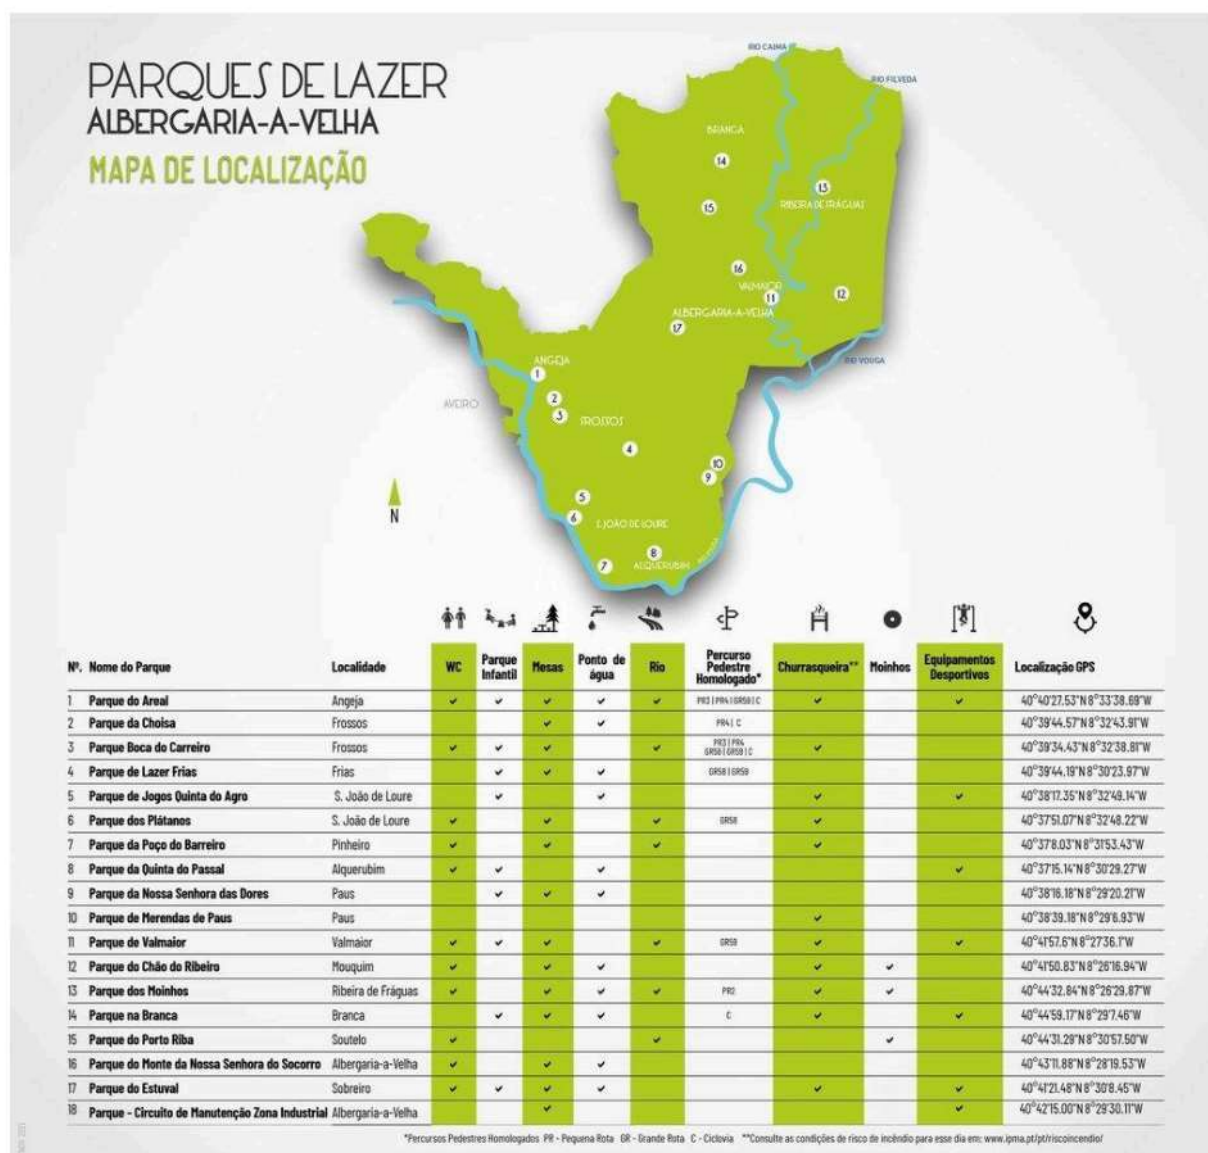 PARQUES DE LAZER
ALBERGARIA-A-VELHA
MAPA DE LOCALIZAÇÃO
RIO CAIMA
RIO FILVEDA
BRANCA
14
13
15
RIBEIRA DE FRÁGUAS
16
VALMAIOR
11
12
ALBERGARIA-A-VELHA
17
RIO VOUGA
ANGEJA
1
AVEIRO
2
3
FROSSOS
4
10
9
5
6
S. JOÃO DE LOURE
8
7
ALQUERUBIM
N
Nº. Nome do Parque Localidade WC Parque Infantil Mesas Ponto de água Rio Percurso Pedestre Homologado* Churrasqueira** Moinhos Equipamentos Desportivos Localização GPS
1 Parque do Areal Angeja ✓ ✓ ✓ ✓ ✓ PR3 | PR4 | GR58 | C ✓ ✓ 40°40'27.53"N 8°33'38.69"W
2 Parque da Choisa Frossos ✓ ✓ PR4 | C 40°39'44.57"N 8°32'43.91"W
3 Parque Boca do Carreiro Frossos ✓ ✓ ✓ ✓ PR3 | PR4 GR58 | GR59 | C ✓ 40°39'34.43"N 8°32'38.81"W
4 Parque de Lazer Frias Frias ✓ ✓ ✓ GR58 | GR59 40°39'44.19"N 8°30'23.97"W
5 Parque de Jogos Quinta do Agro S. João de Loure ✓ ✓ ✓ ✓ 40°38'17.35"N 8°32'49.14"W
6 Parque dos Plátanos S. João de Loure ✓ ✓ ✓ GR58 ✓ 40°37'51.07"N 8°32'48.22"W
7 Parque da Poço do Barreiro Pinheiro ✓ ✓ ✓ ✓ 40°37'8.03"N 8°31'53.43"W
8 Parque da Quinta do Passal Alquerubim ✓ ✓ ✓ ✓ 40°37'15.14"N 8°30'29.27"W
9 Parque da Nossa Senhora das Dores Paus ✓ ✓ ✓ 40°38'16.18"N 8°29'20.21"W
10 Parque de Merendas de Paus Paus ✓ 40°38'39.18"N 8°29'6.93"W
11 Parque de Valmaior Valmaior ✓ ✓ ✓ ✓ GR59 ✓ ✓ 40°41'57.6"N 8°27'36.1"W
12 Parque do Chão do Ribeiro Mouquim ✓ ✓ ✓ ✓ ✓ 40°41'50.83"N 8°26'16.94"W
13 Parque dos Moinhos Ribeira de Fráguas ✓ ✓ ✓ ✓ PR2 ✓ ✓ 40°44'32.84"N 8°26'29.87"W
14 Parque na Branca Branca ✓ ✓ ✓ C ✓ ✓ 40°44'59.17"N 8°29'7.46"W
15 Parque do Porto Riba Soutelo ✓ ✓ ✓ 40°44'31.29"N 8°30'57.50"W
16 Parque do Monte da Nossa Senhora do Socorro Albergaria-a-Velha ✓ ✓ ✓ 40°43'11.88"N 8°28'19.53"W
17 Parque do Estuval Sobreiro ✓ ✓ ✓ ✓ ✓ ✓ 40°41'21.48"N 8°30'8.45"W
18 Parque - Circuito de Manutenção Zona Industrial Albergaria-a-Velha ✓ ✓ 40°42'15.00"N 8°29'30.11"W
*Percursos Pedestres Homologados PR - Pequena Rota GR - Grande Rota C - Ciclovia **Consulte as condições de risco de incêndio para esse dia em: www.ipma.pt/pt/riscoincendio/